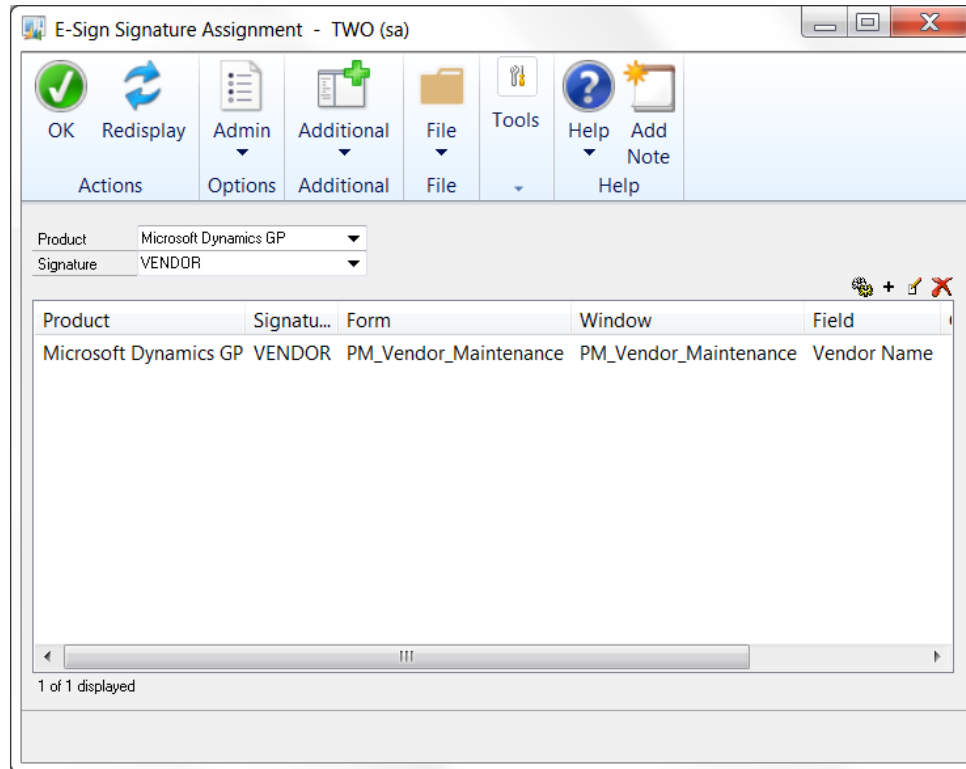 E-Sign Signature Assignment - TWO (sa)
OK Redisplay Admin Additional File Tools Help Add Note
Actions Options Additional File Help
Product Microsoft Dynamics GP
Signature VENDOR
Product Signatu... Form Window Field
Microsoft Dynamics GP VENDOR PM_Vendor_Maintenance PM_Vendor_Maintenance Vendor Name
1 of 1 displayed